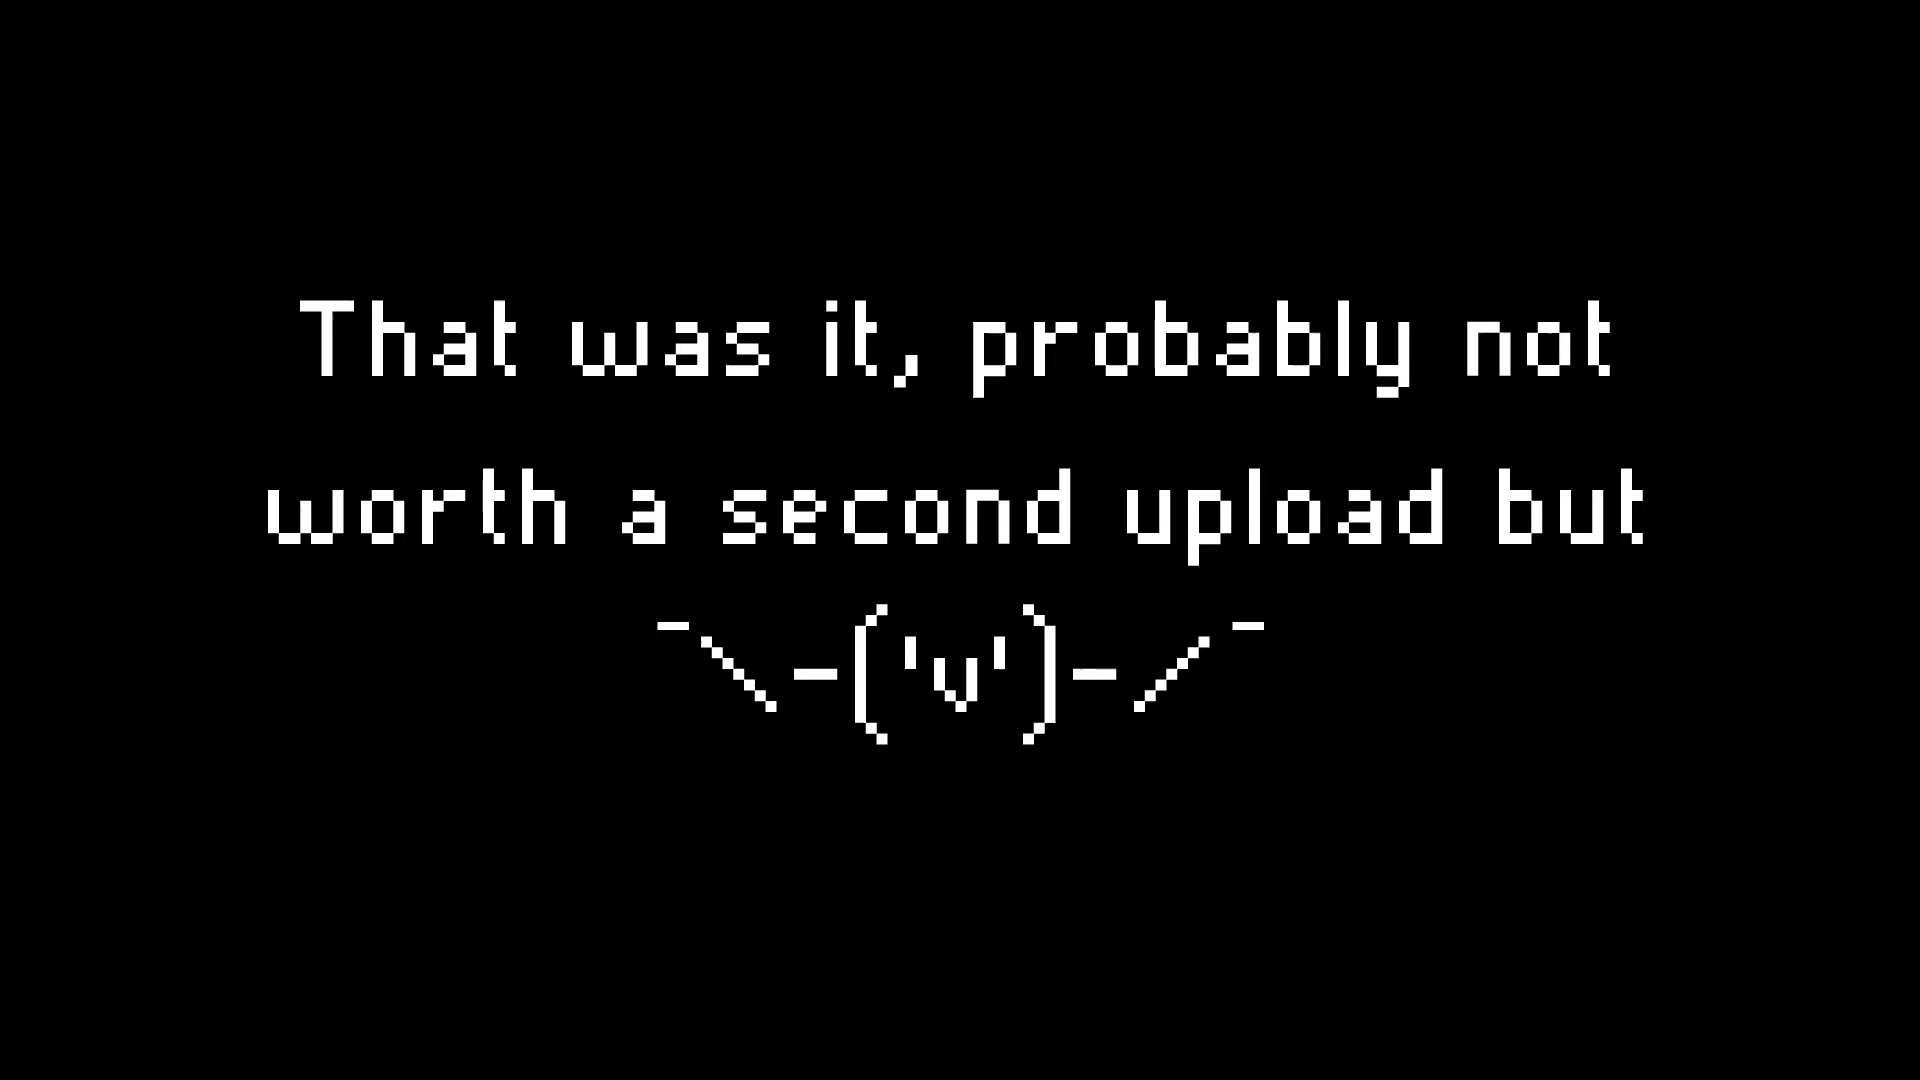 That was it, probably not
worth a second upload but
¯\-('v')-/¯